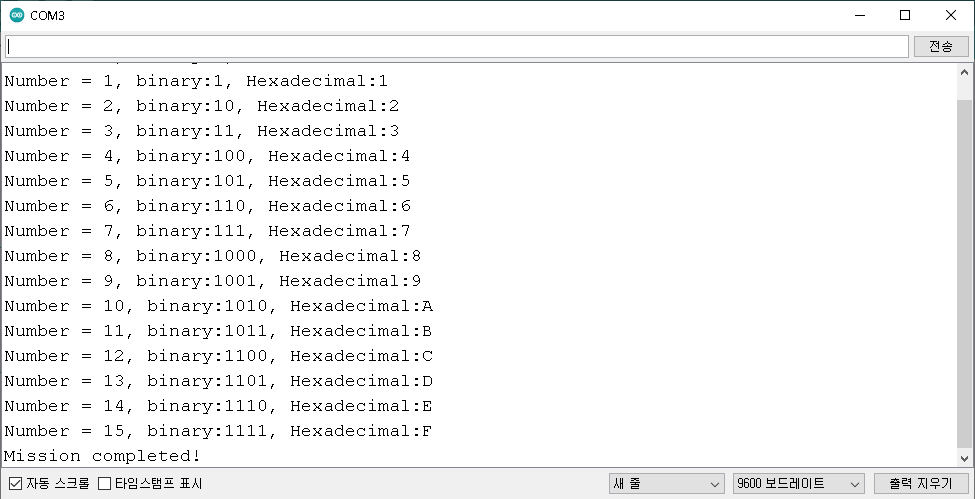 COM3
전송
Number = 1, binary:1, Hexadecimal:1
Number = 2, binary:10, Hexadecimal:2
Number = 3, binary:11, Hexadecimal:3
Number = 4, binary:100, Hexadecimal:4
Number = 5, binary:101, Hexadecimal:5
Number = 6, binary:110, Hexadecimal:6
Number = 7, binary:111, Hexadecimal:7
Number = 8, binary:1000, Hexadecimal:8
Number = 9, binary:1001, Hexadecimal:9
Number = 10, binary:1010, Hexadecimal:A
Number = 11, binary:1011, Hexadecimal:B
Number = 12, binary:1100, Hexadecimal:C
Number = 13, binary:1101, Hexadecimal:D
Number = 14, binary:1110, Hexadecimal:E
Number = 15, binary:1111, Hexadecimal:F
Mission completed!
자동 스크롤 타임스탬프 표시 새 줄 9600 보드레이트 출력 지우기